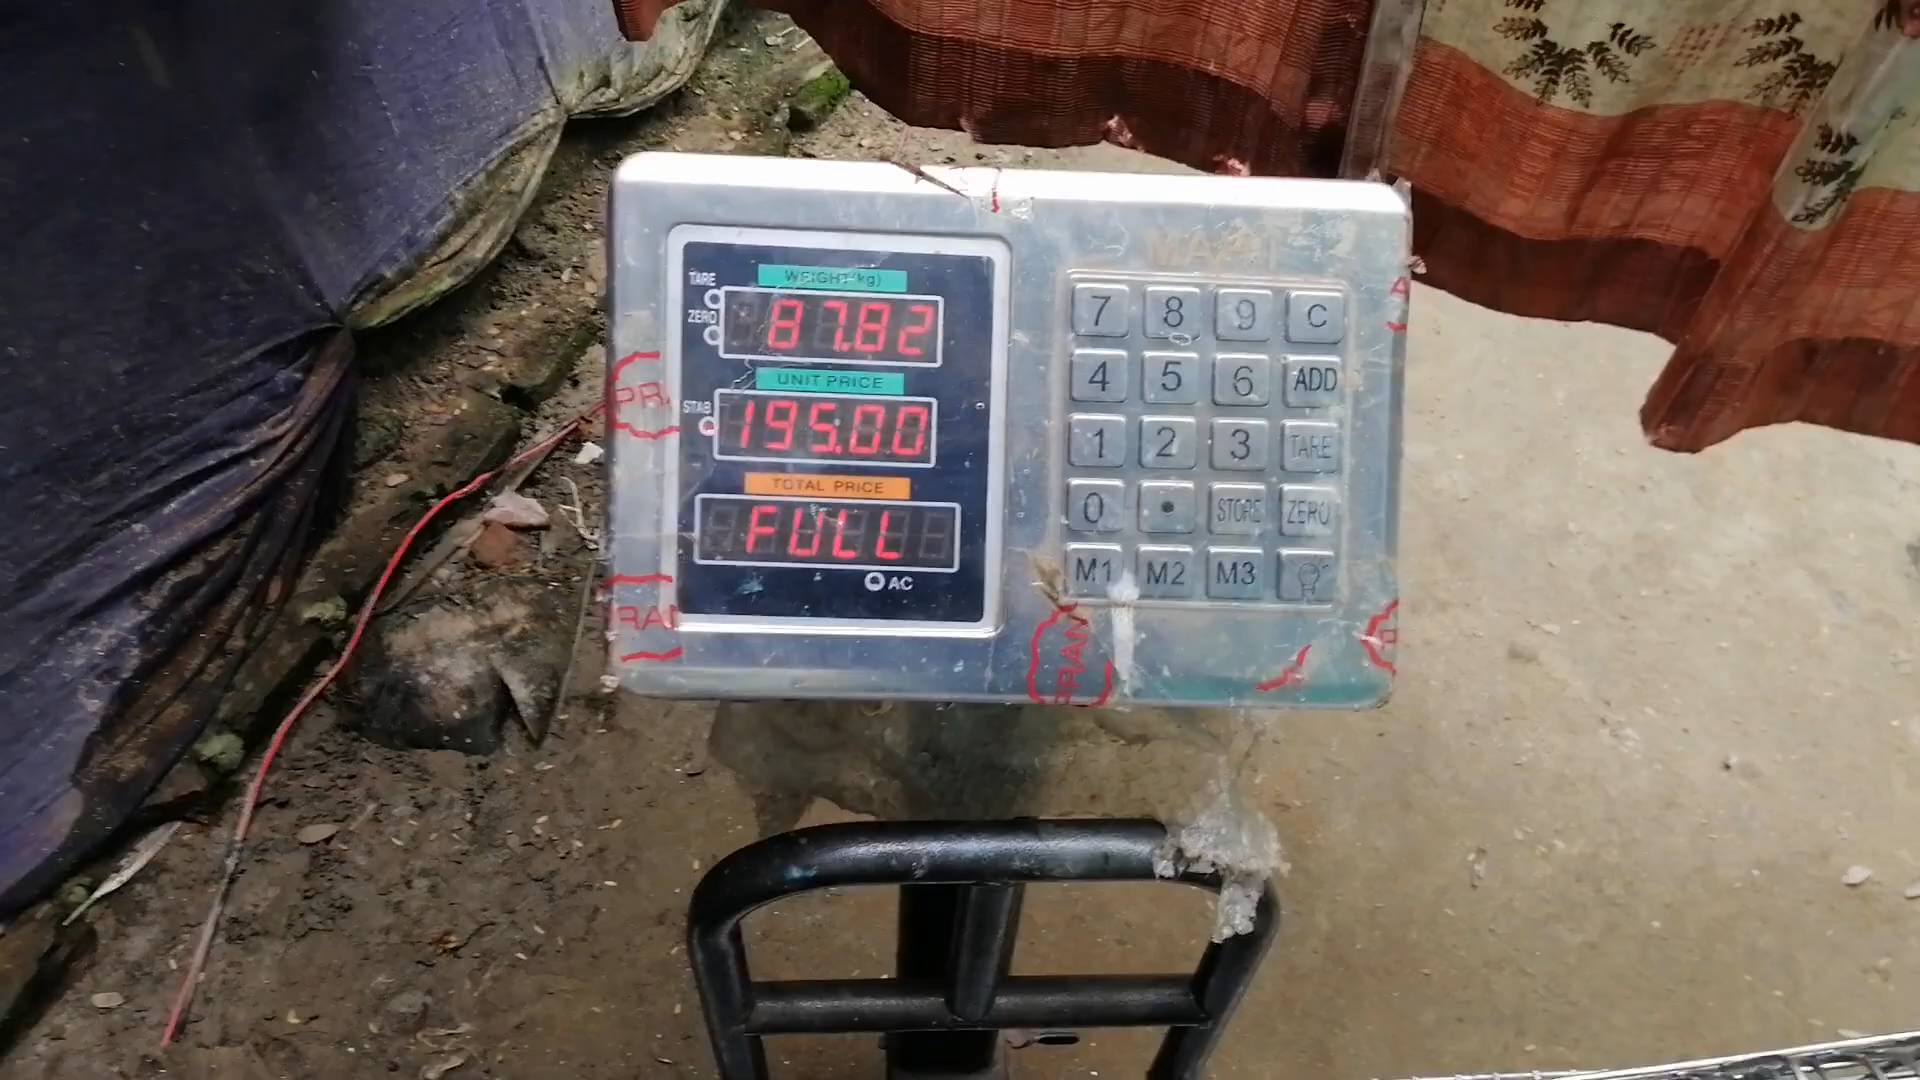 WEIGHT(kg)
TARE
ZERO
87.82
UNIT PRICE
STAB
195.00
TOTAL PRICE
FULL
AC
7 8 9 C
4 5 6 ADD
1 2 3 TARE
0 . STORE ZERO
M1 M2 M3
PRAN